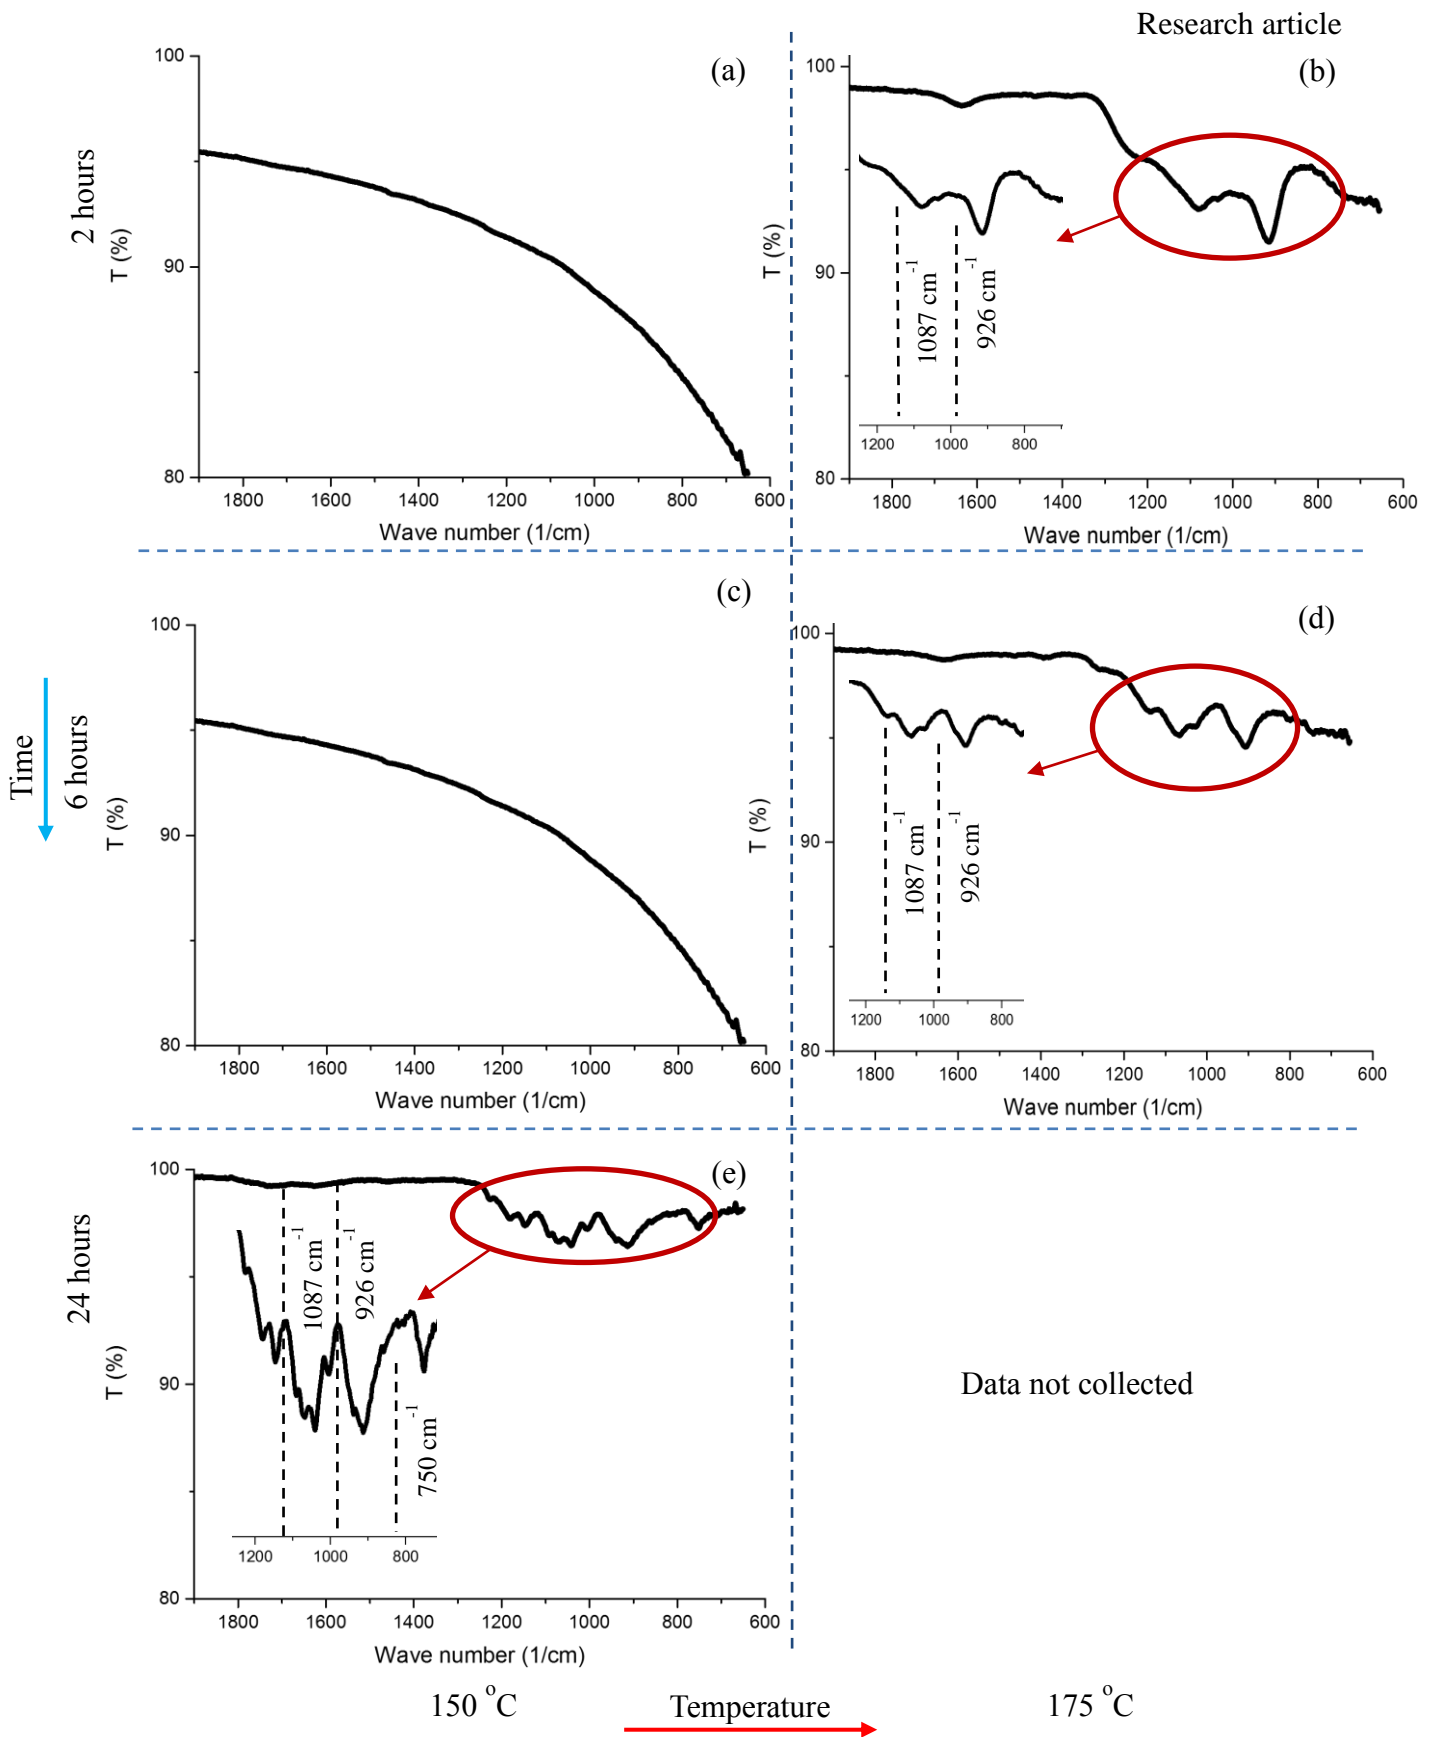 Research article
(a)
2 hours
T (%)
100
90
80
1800 1600 1400 1200 1000 800 600
Wave number (1/cm)
(b)
T (%)
100
90
80
1087 cm-1
926 cm-1
1200 1000 800
1800 1600 1400 1200 1000 800 600
Wave number (1/cm)
(c)
Time
6 hours
T (%)
100
90
80
1800 1600 1400 1200 1000 800 600
Wave number (1/cm)
(d)
T (%)
100
90
80
1087 cm-1
926 cm-1
1200 1000 800
1800 1600 1400 1200 1000 800 600
Wave number (1/cm)
(e)
24 hours
T (%)
100
90
80
1087 cm-1
926 cm-1
750 cm-1
1200 1000 800
1800 1600 1400 1200 1000 800 600
Wave number (1/cm)
Data not collected
150 oC Temperature 175 oC